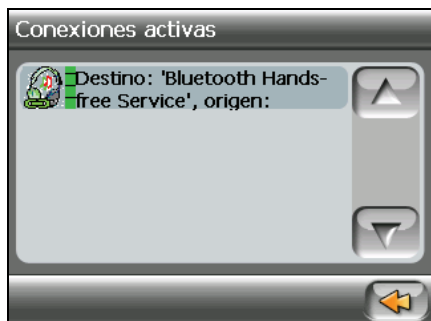 Conexiones activas
Destino: 'Bluetooth Hands-
free Service', origen: